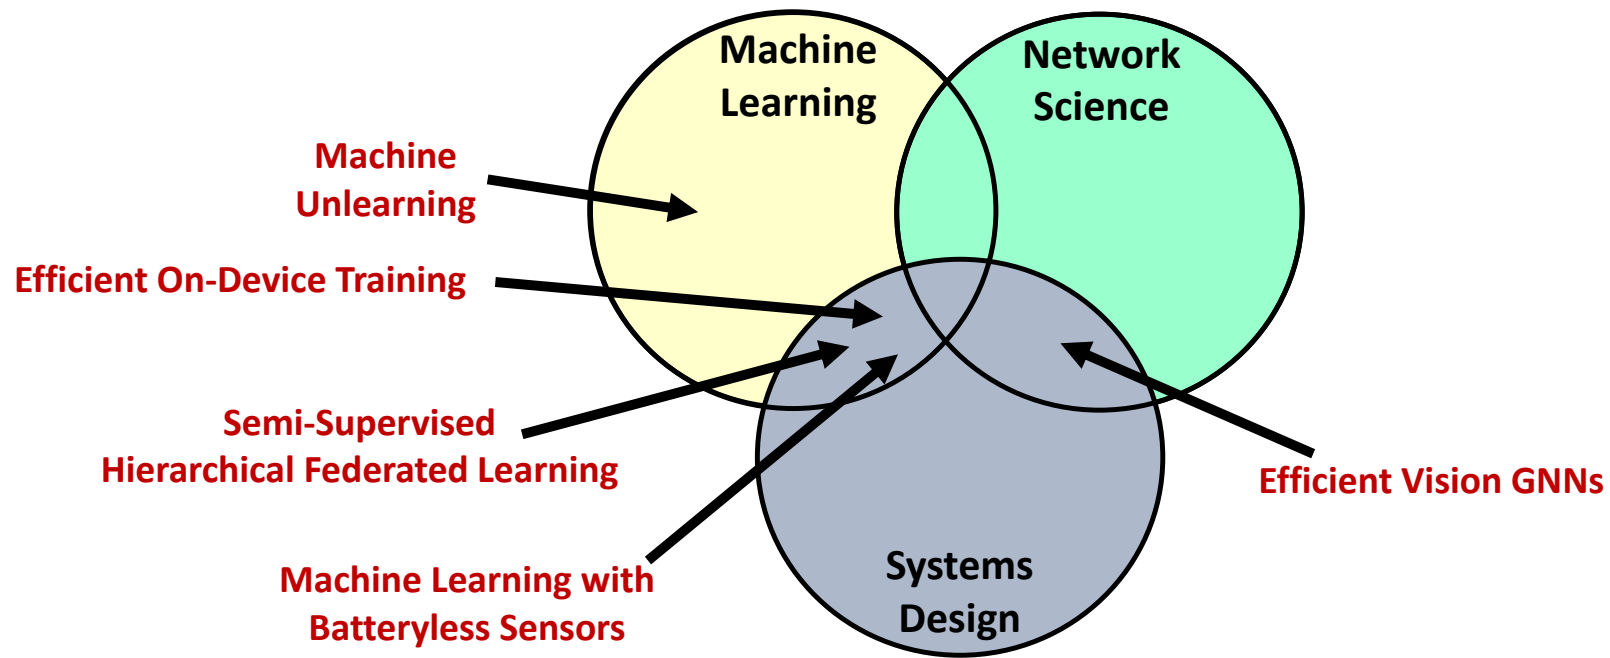 Machine
Learning
Network
Science
Machine
Unlearning
Efficient On-Device Training
Semi-Supervised
Hierarchical Federated Learning
Efficient Vision GNNs
Machine Learning with
Batteryless Sensors
Systems
Design